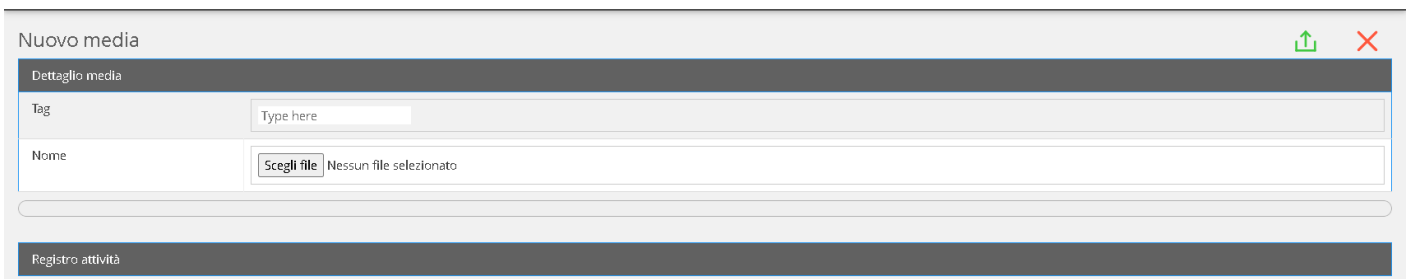 Nuovo media
Dettaglio media
Tag
Type here
Nome
Scegli file Nessun file selezionato
Registro attività